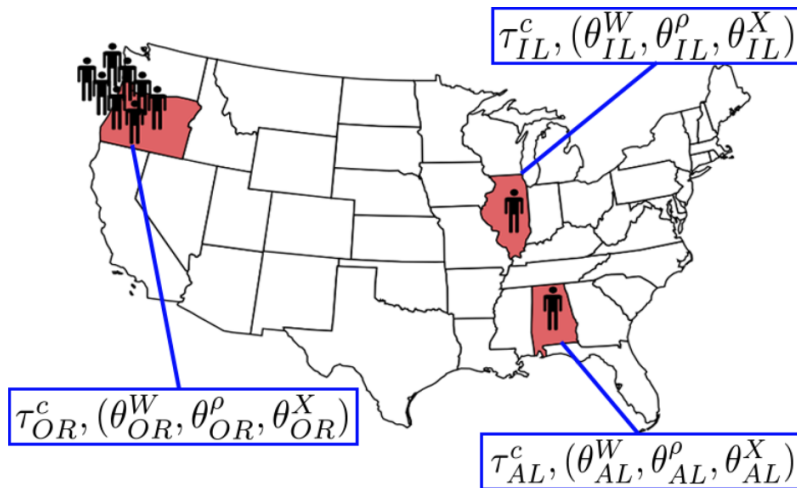 τ^c_{IL}, (θ^W_{IL}, θ^ρ_{IL}, θ^X_{IL})
τ^c_{OR}, (θ^W_{OR}, θ^ρ_{OR}, θ^X_{OR})
τ^c_{AL}, (θ^W_{AL}, θ^ρ_{AL}, θ^X_{AL})